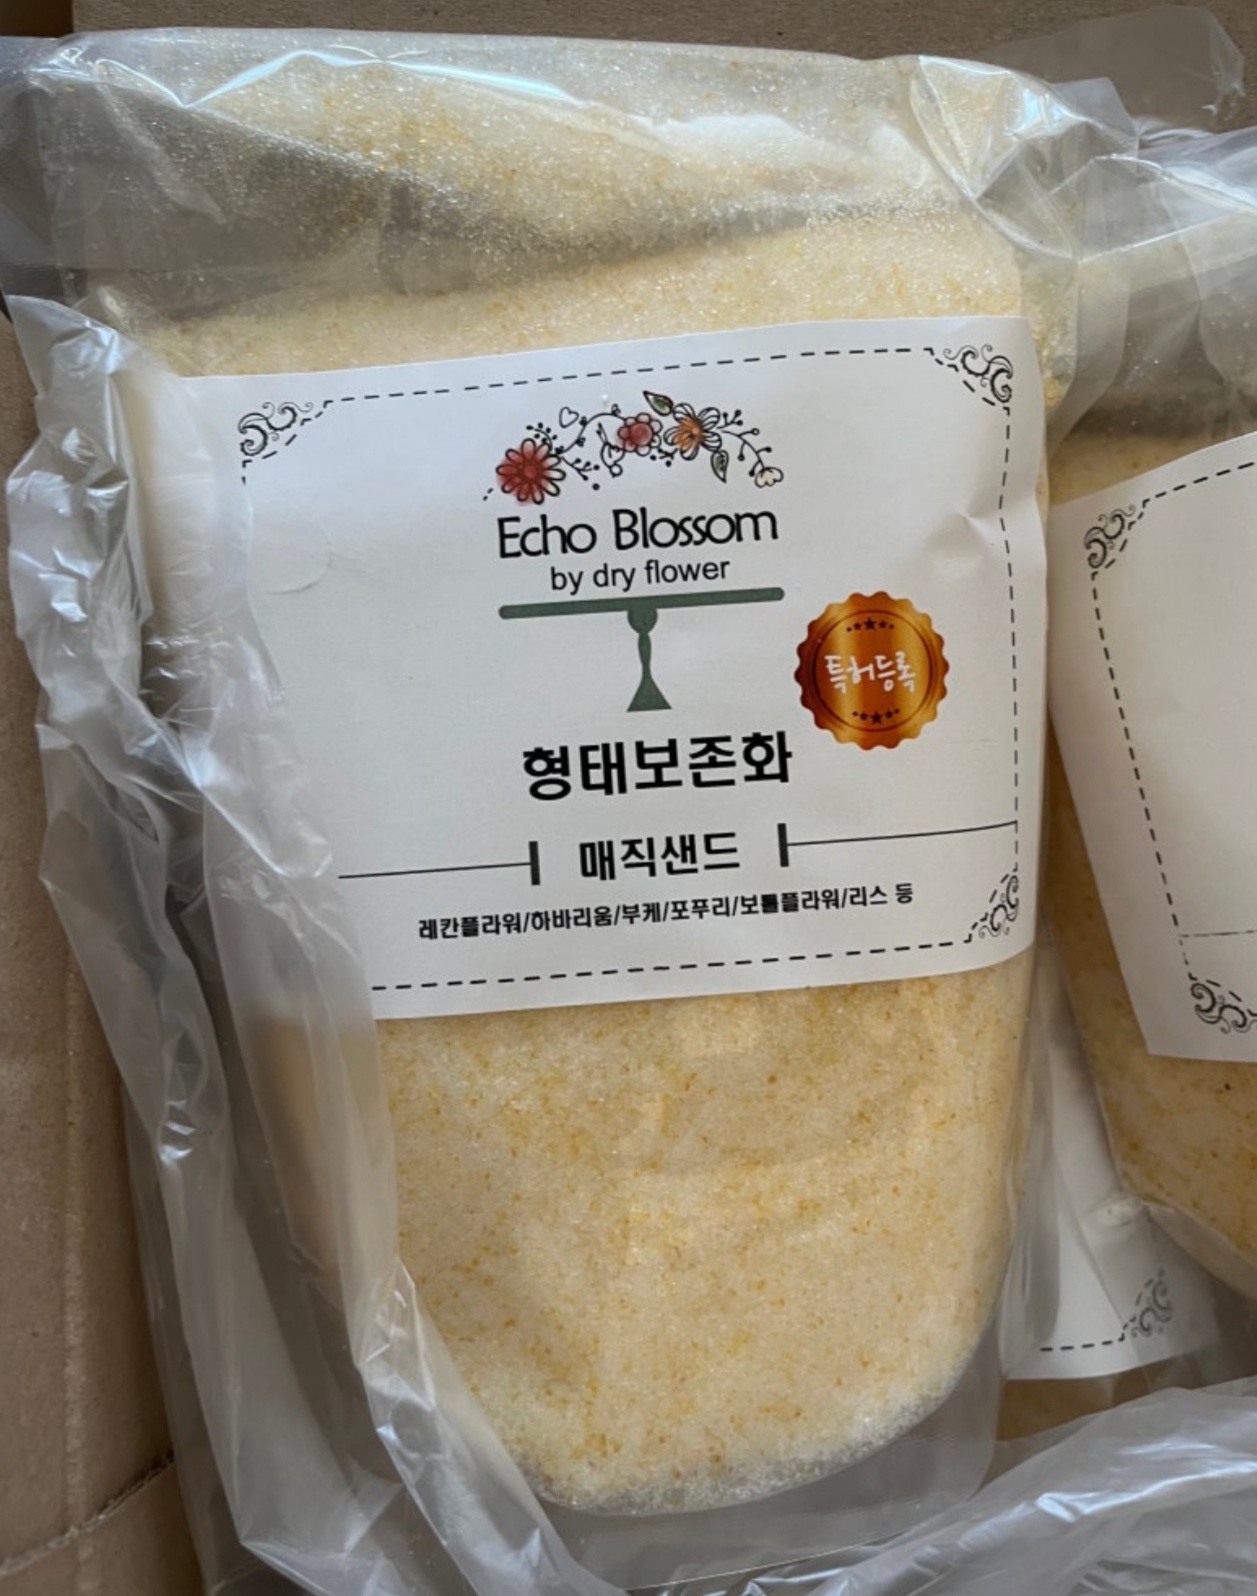 Echo Blossom
by dry flower
특허등록
형태보존화
매직샌드
레칸플라워/하바리움/부케/포푸리/보틀플라워/리스 등